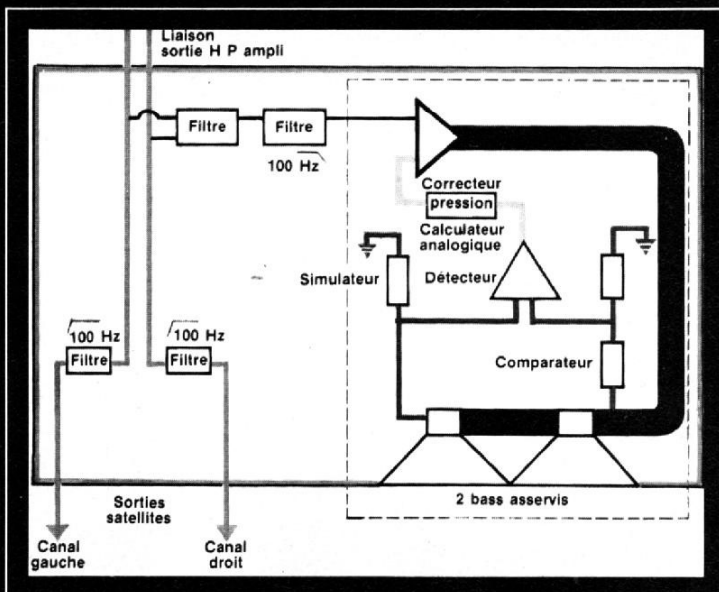 Liaison
sortie H P ampli
Filtre
Filtre
100 Hz
Correcteur
pression
Calculateur
analogique
Simulateur
Détecteur
100 Hz
100 Hz
Filtre
Filtre
Comparateur
2 bass asservis
Sorties
satellites
Canal
gauche
Canal
droit